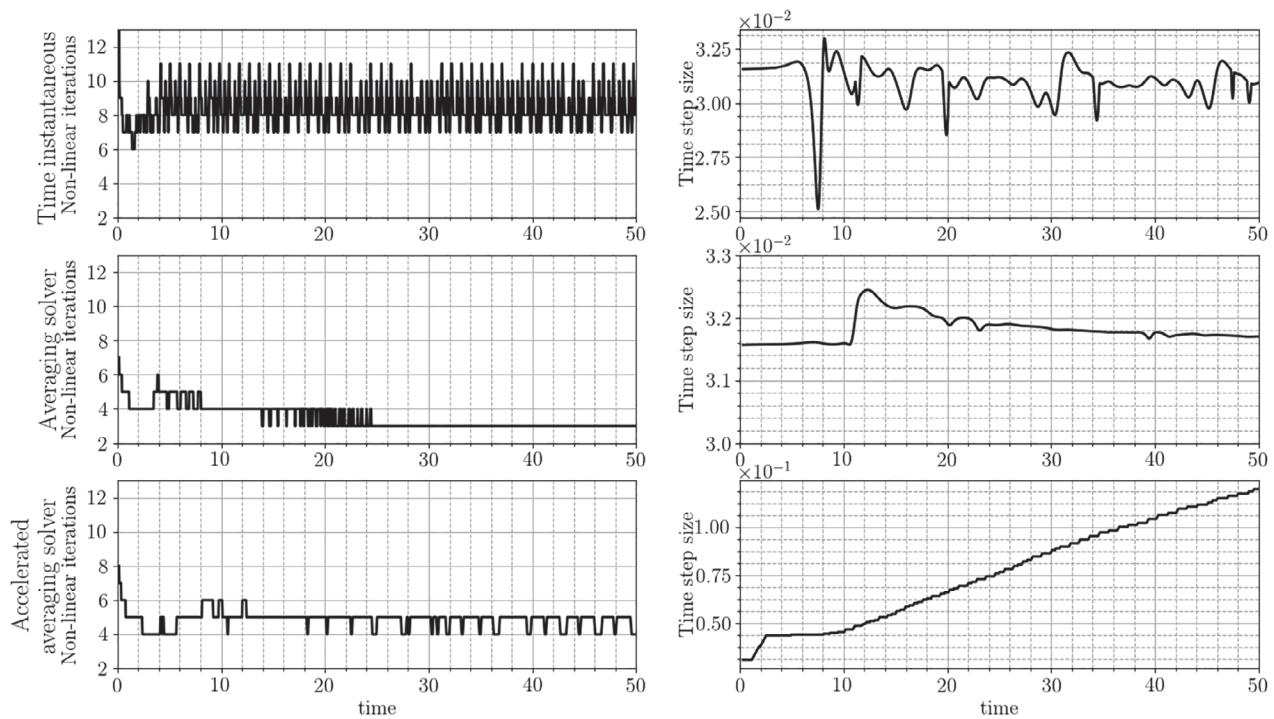 Time instantaneous
Non-linear iterations
12
10
8
6
4
2
0 10 20 30 40 50
×10⁻²
Time step size
3.25
3.00
2.75
2.50
0 10 20 30 40 50
Averaging solver
Non-linear iterations
12
10
8
6
4
2
0 10 20 30 40 50
×10⁻²
Time step size
3.3
3.2
3.1
3.0
0 10 20 30 40 50
Accelerated
averaging solver
Non-linear iterations
12
10
8
6
4
2
0 10 20 30 40 50
time
×10⁻¹
Time step size
1.00
0.75
0.50
0 10 20 30 40 50
time